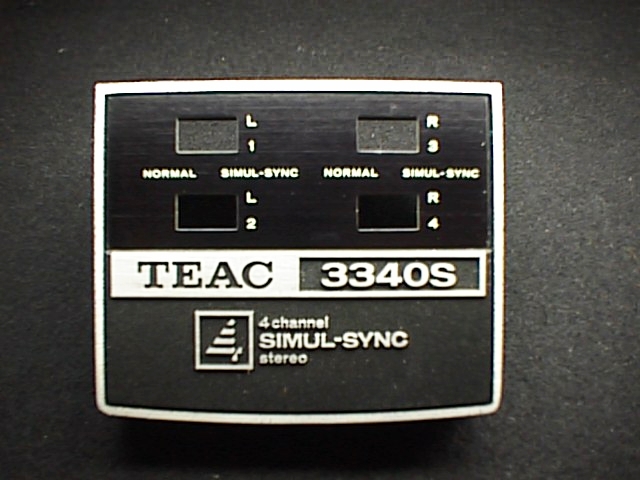 L R
1 3
NORMAL SIMUL-SYNC NORMAL SIMUL-SYNC
L R
2 4
TEAC 3340S
4 channel
SIMUL-SYNC
stereo